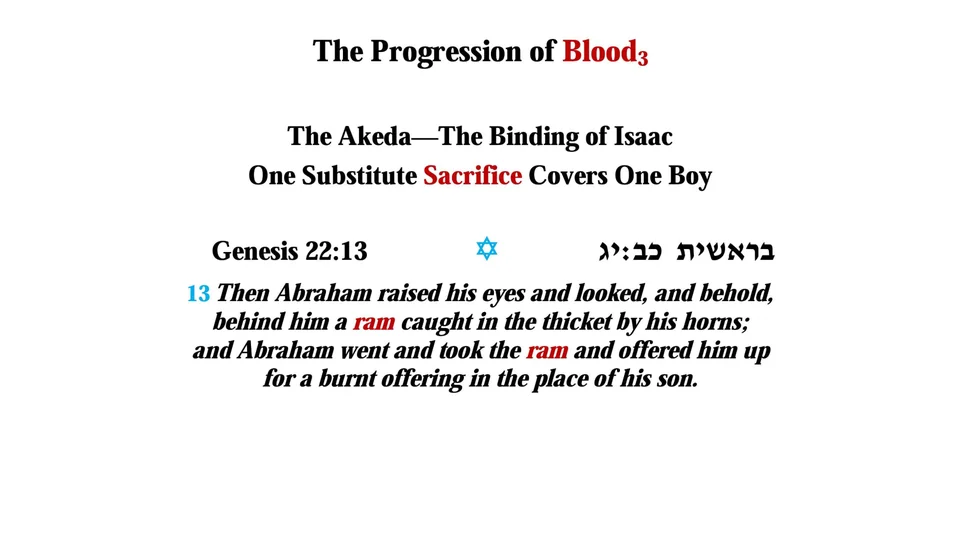 The Progression of Blood3
The Akeda—The Binding of Isaac
One Substitute Sacrifice Covers One Boy
Genesis 22:13 ✡ בראשית כב:יג
13 Then Abraham raised his eyes and looked, and behold,
behind him a ram caught in the thicket by his horns;
and Abraham went and took the ram and offered him up
for a burnt offering in the place of his son.